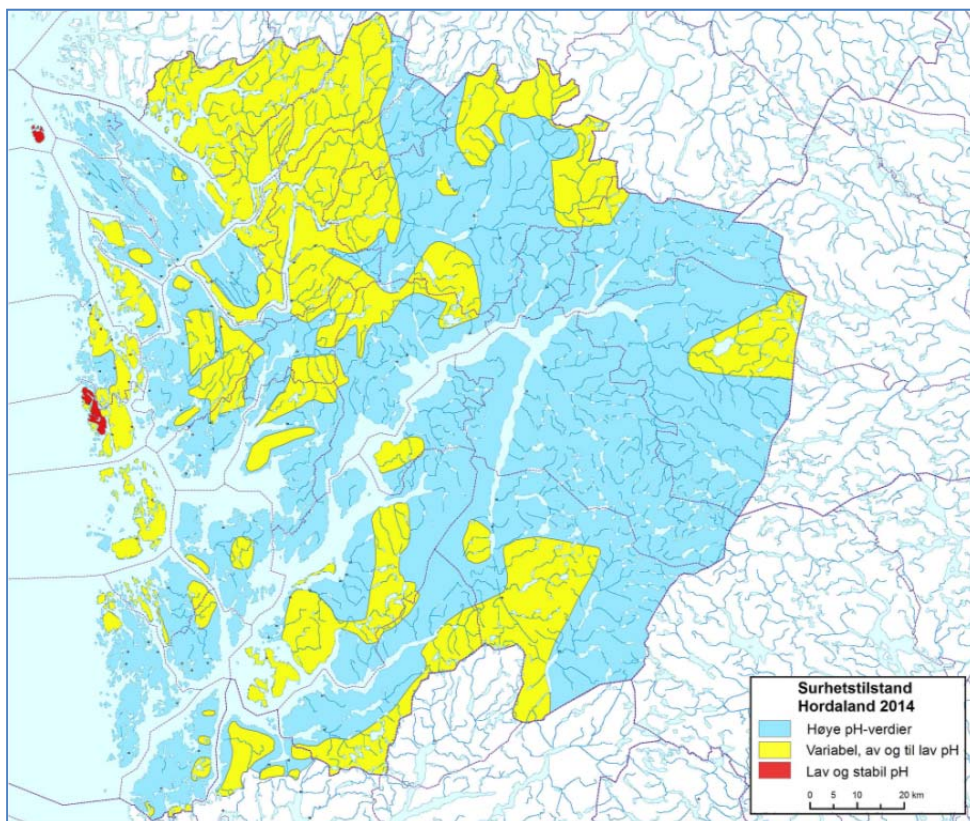 Surhetstilstand
Hordaland 2014
Høye pH-verdier
Variabel, av og til lav pH
Lav og stabil pH
0 5 10 20 km